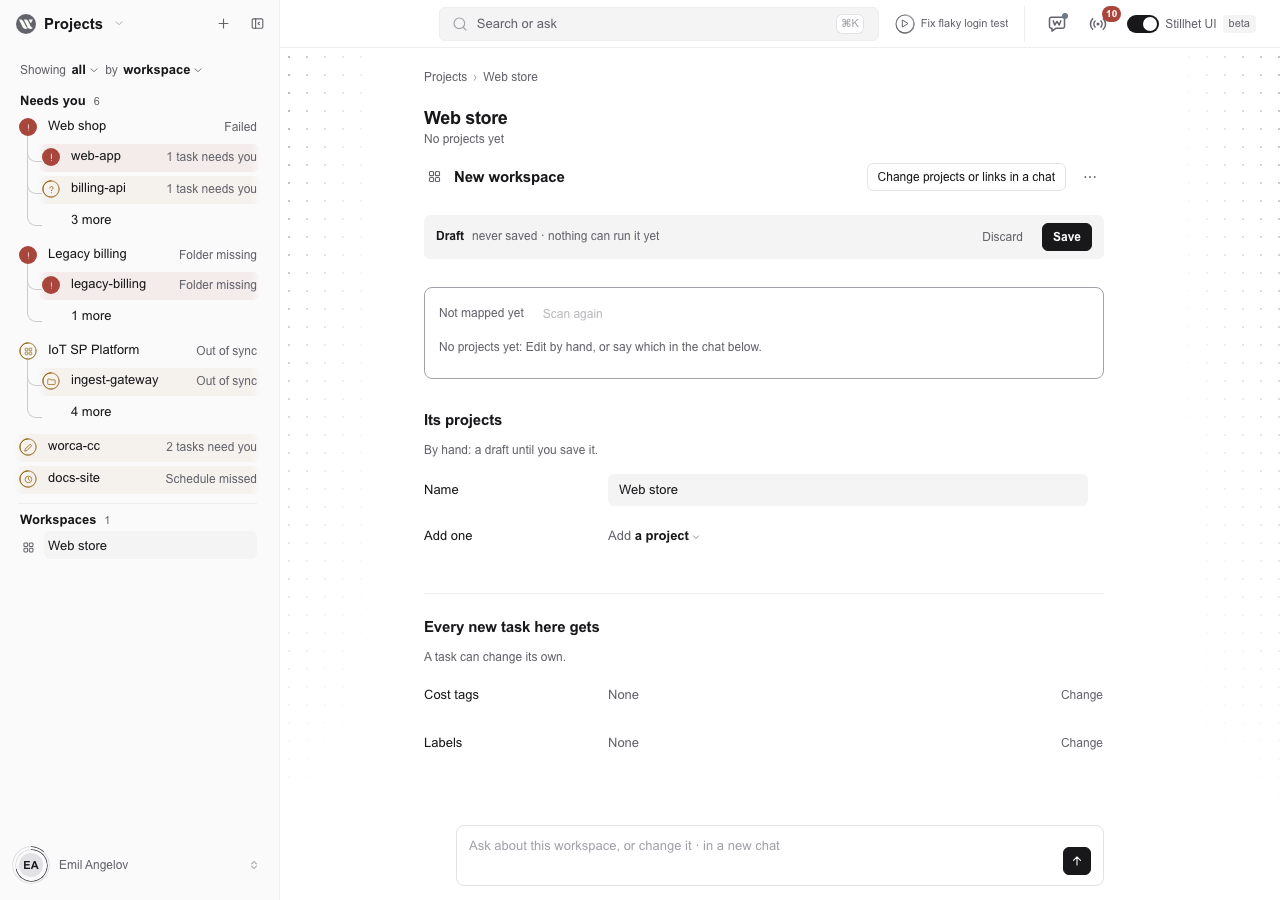 Projects
Search or ask
⌘K
Fix flaky login test
10
Stillhet UI
beta
Showing all by workspace
Needs you 6
Web shop Failed
web-app 1 task needs you
billing-api 1 task needs you
3 more
Legacy billing Folder missing
legacy-billing Folder missing
1 more
IoT SP Platform Out of sync
ingest-gateway Out of sync
4 more
worca-cc 2 tasks need you
docs-site Schedule missed
Workspaces 1
Web store
EA Emil Angelov
Projects › Web store
Web store
No projects yet
New workspace
Change projects or links in a chat
Draft never saved · nothing can run it yet
Discard
Save
Not mapped yet Scan again
No projects yet: Edit by hand, or say which in the chat below.
Its projects
By hand: a draft until you save it.
Name Web store
Add one Add a project
Every new task here gets
A task can change its own.
Cost tags None Change
Labels None Change
Ask about this workspace, or change it · in a new chat